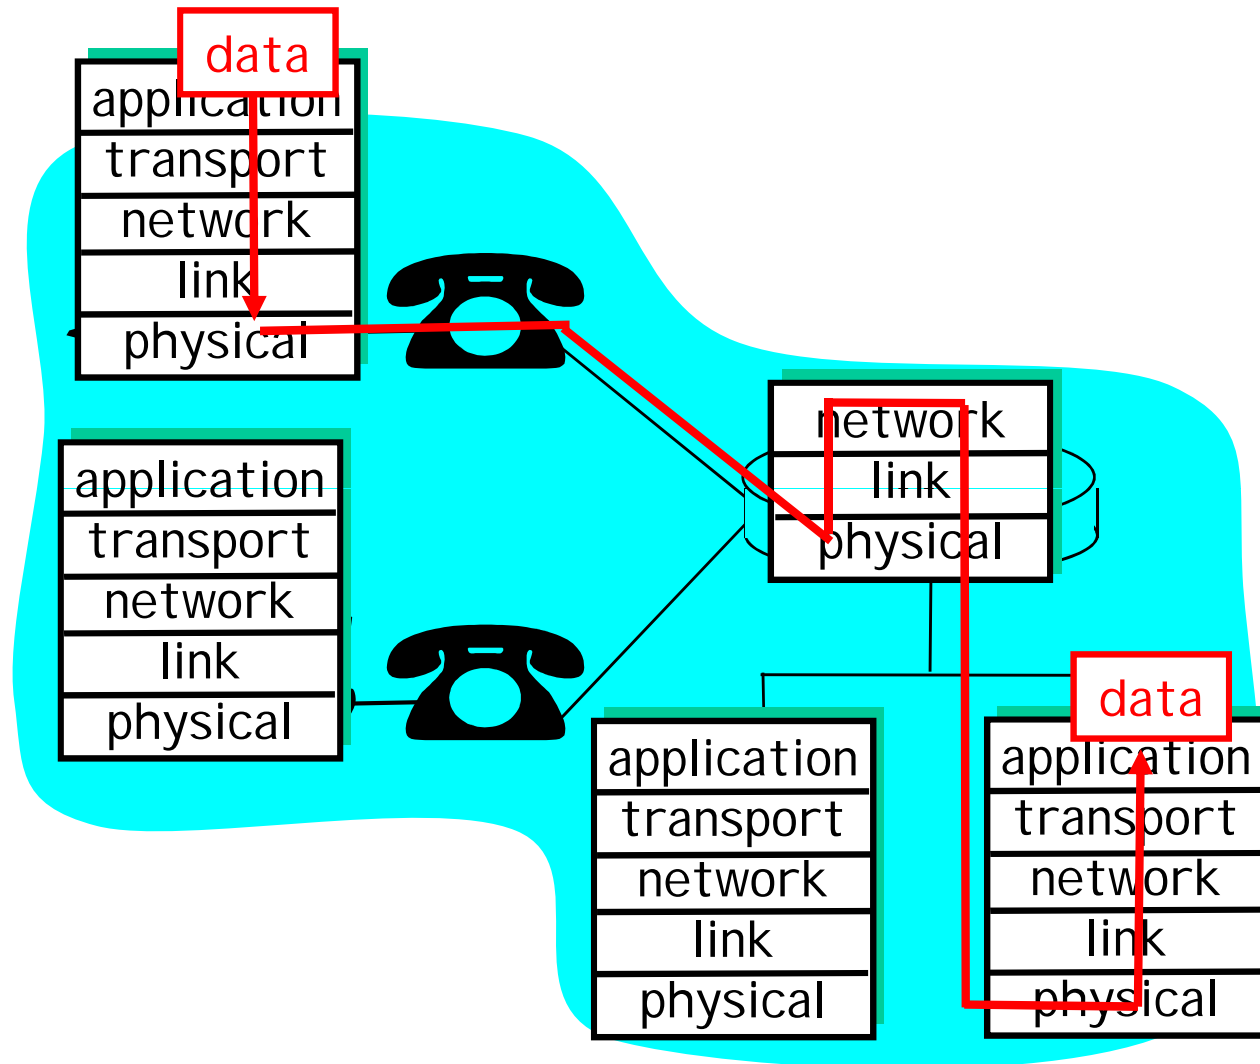 data
application
transport
network
link
physical
application
transport
network
link
physical
network
link
physical
application
transport
network
link
physical
data
application
transport
network
link
physical